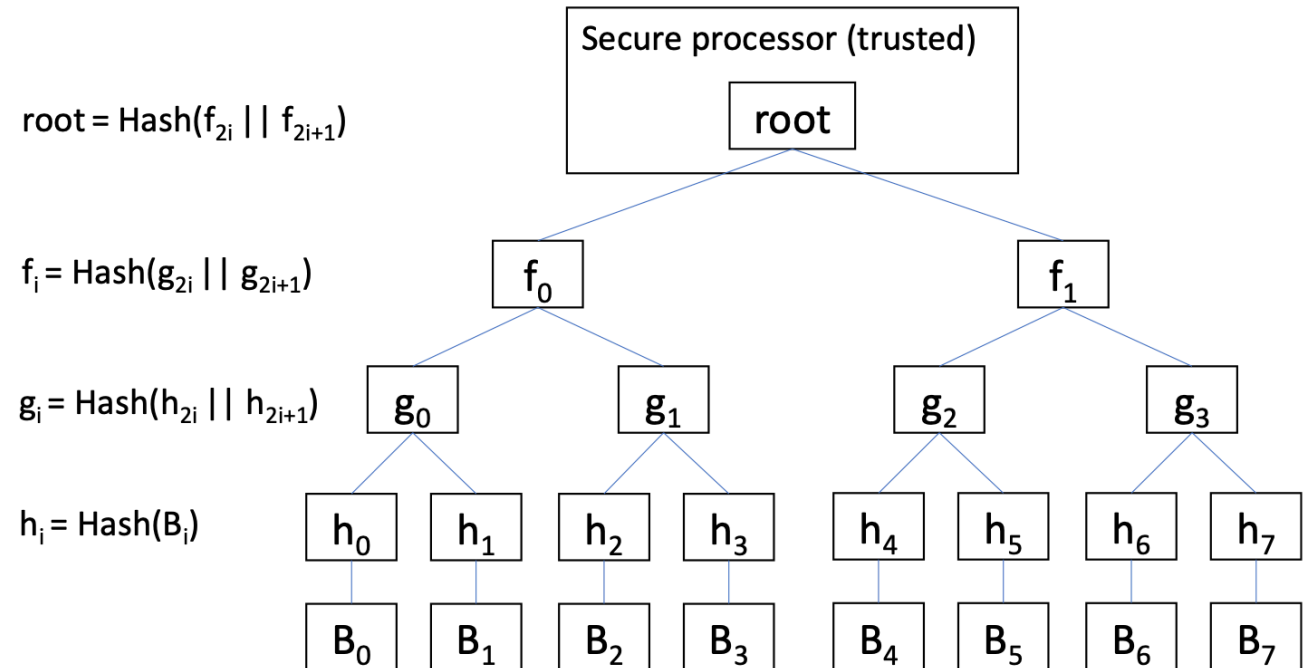 Secure processor (trusted)
root = Hash(f₂ᵢ || f₂ᵢ₊₁)
root
fᵢ = Hash(g₂ᵢ || g₂ᵢ₊₁)
f₀
f₁
gᵢ = Hash(h₂ᵢ || h₂ᵢ₊₁)
g₀
g₁
g₂
g₃
hᵢ = Hash(Bᵢ)
h₀
h₁
h₂
h₃
h₄
h₅
h₆
h₇
B₀
B₁
B₂
B₃
B₄
B₅
B₆
B₇